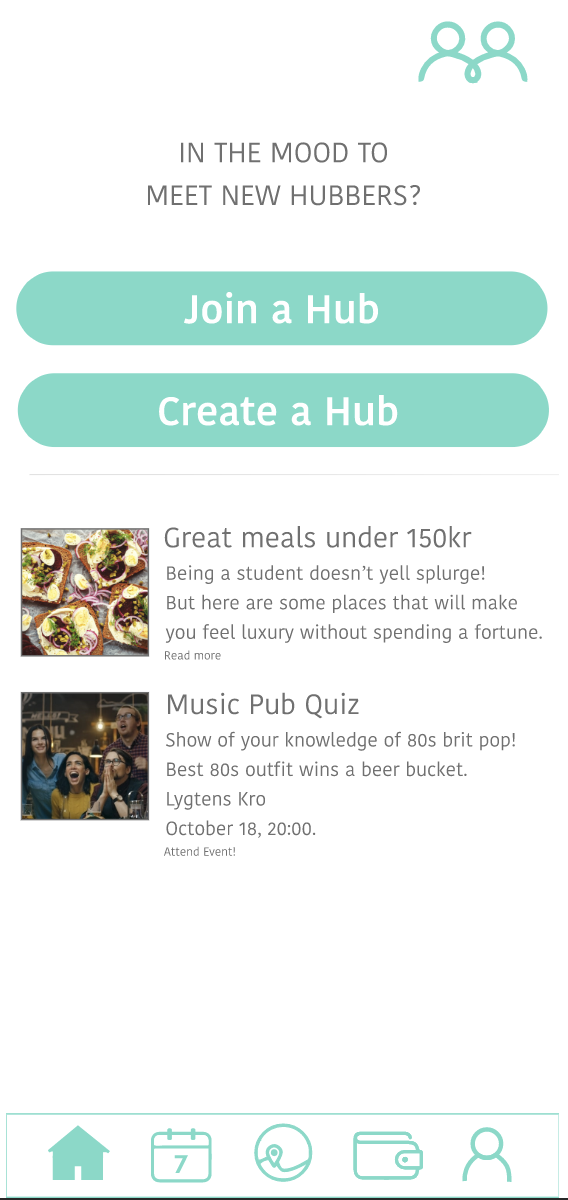 IN THE MOOD TO
MEET NEW HUBBERS?
Join a Hub
Create a Hub
Great meals under 150kr
Being a student doesn't yell splurge!
But here are some places that will make
you feel luxury without spending a fortune.
Read more
Music Pub Quiz
Show of your knowledge of 80s brit pop!
Best 80s outfit wins a beer bucket.
Lygtens Kro
October 18, 20:00.
Attend Event!
7